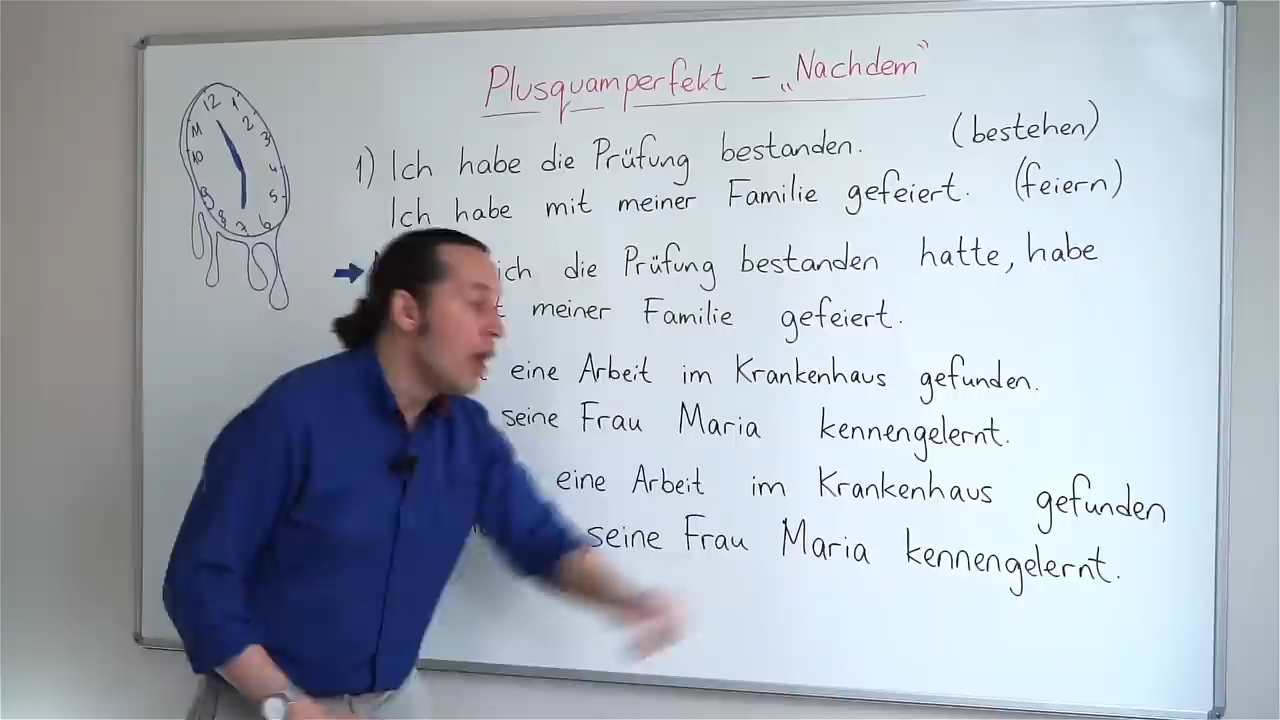 Plusquamperfekt - „Nachdem"
1) Ich habe die Prüfung bestanden. (bestehen)
Ich habe mit meiner Familie gefeiert. (feiern)
ich die Prüfung bestanden hatte, habe
meiner Familie gefeiert.
eine Arbeit im Krankenhaus gefunden.
seine Frau Maria kennengelernt.
eine Arbeit im Krankenhaus gefunden
seine Frau Maria kennengelernt.
12 1 2 3 4 5 6 7 8 9 10 11